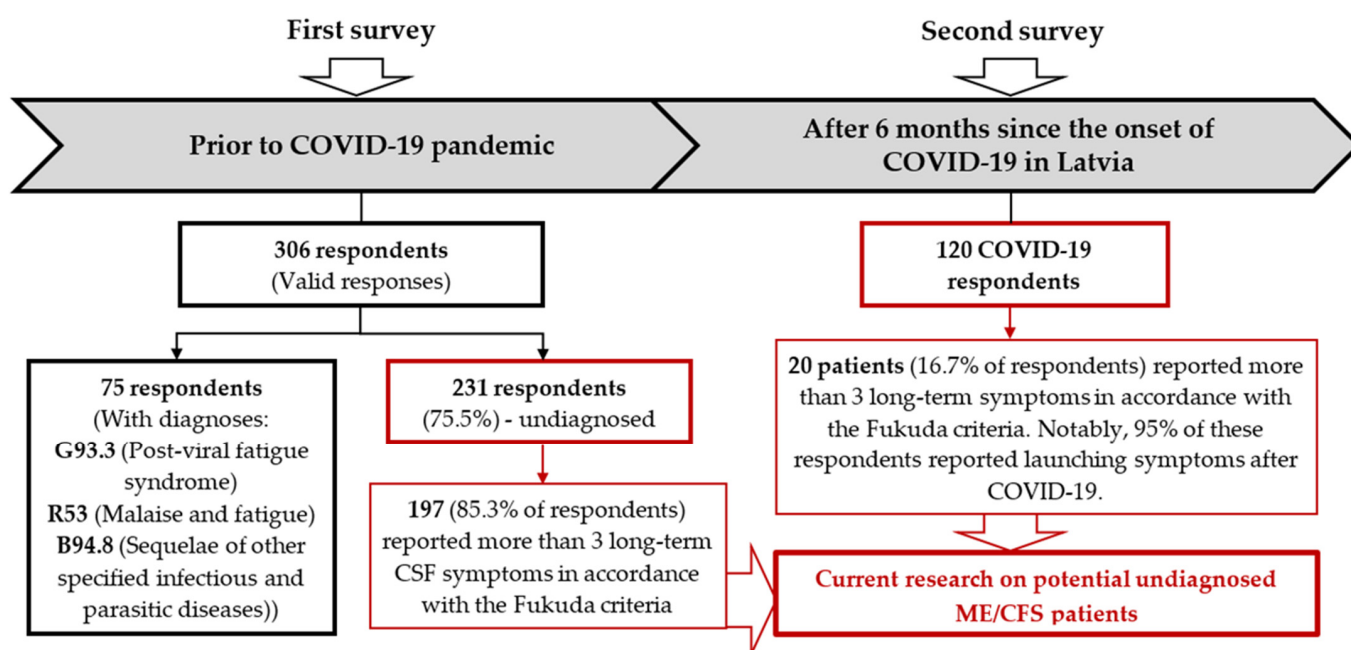 First survey
Second survey
Prior to COVID-19 pandemic
After 6 months since the onset of
COVID-19 in Latvia
306 respondents
(Valid responses)
120 COVID-19
respondents
75 respondents
(With diagnoses:
G93.3 (Post-viral fatigue
syndrome)
R53 (Malaise and fatigue)
B94.8 (Sequelae of other
specified infectious and
parasitic diseases))
231 respondents
(75.5%) - undiagnosed
197 (85.3% of respondents)
reported more than 3 long-term
CSF symptoms in accordance
with the Fukuda criteria
20 patients (16.7% of respondents) reported more
than 3 long-term symptoms in accordance with
the Fukuda criteria. Notably, 95% of these
respondents reported launching symptoms after
COVID-19.
Current research on potential undiagnosed
ME/CFS patients